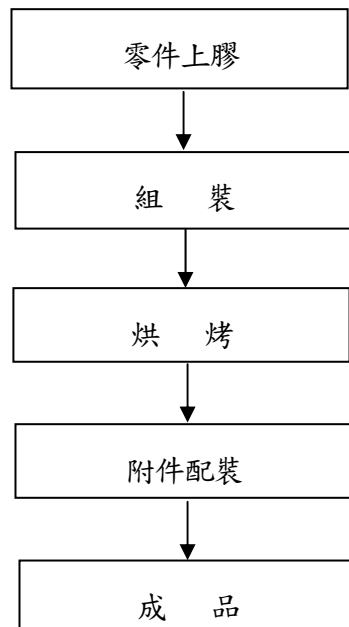 零件上膠
組 裝
烘 烤
附件配裝
成 品